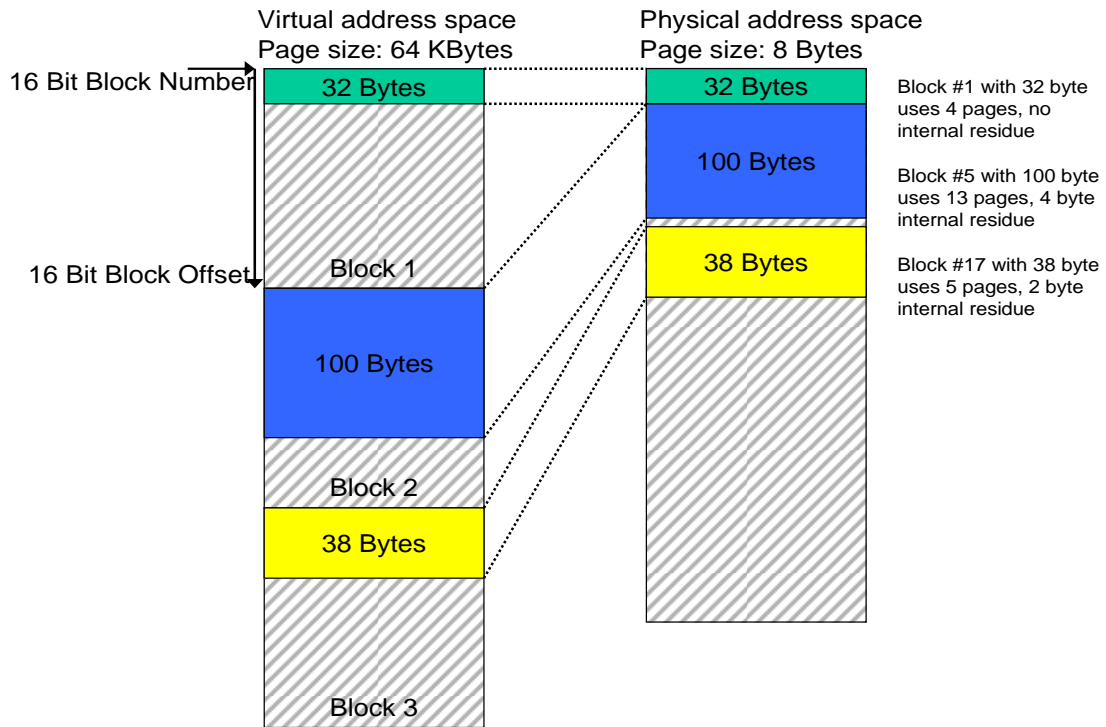 Virtual address space
Page size: 64 KBytes
Physical address space
Page size: 8 Bytes
16 Bit Block Number
32 Bytes
32 Bytes
Block #1 with 32 byte
uses 4 pages, no
internal residue
100 Bytes
Block #5 with 100 byte
uses 13 pages, 4 byte
internal residue
16 Bit Block Offset
Block 1
38 Bytes
Block #17 with 38 byte
uses 5 pages, 2 byte
internal residue
100 Bytes
Block 2
38 Bytes
Block 3